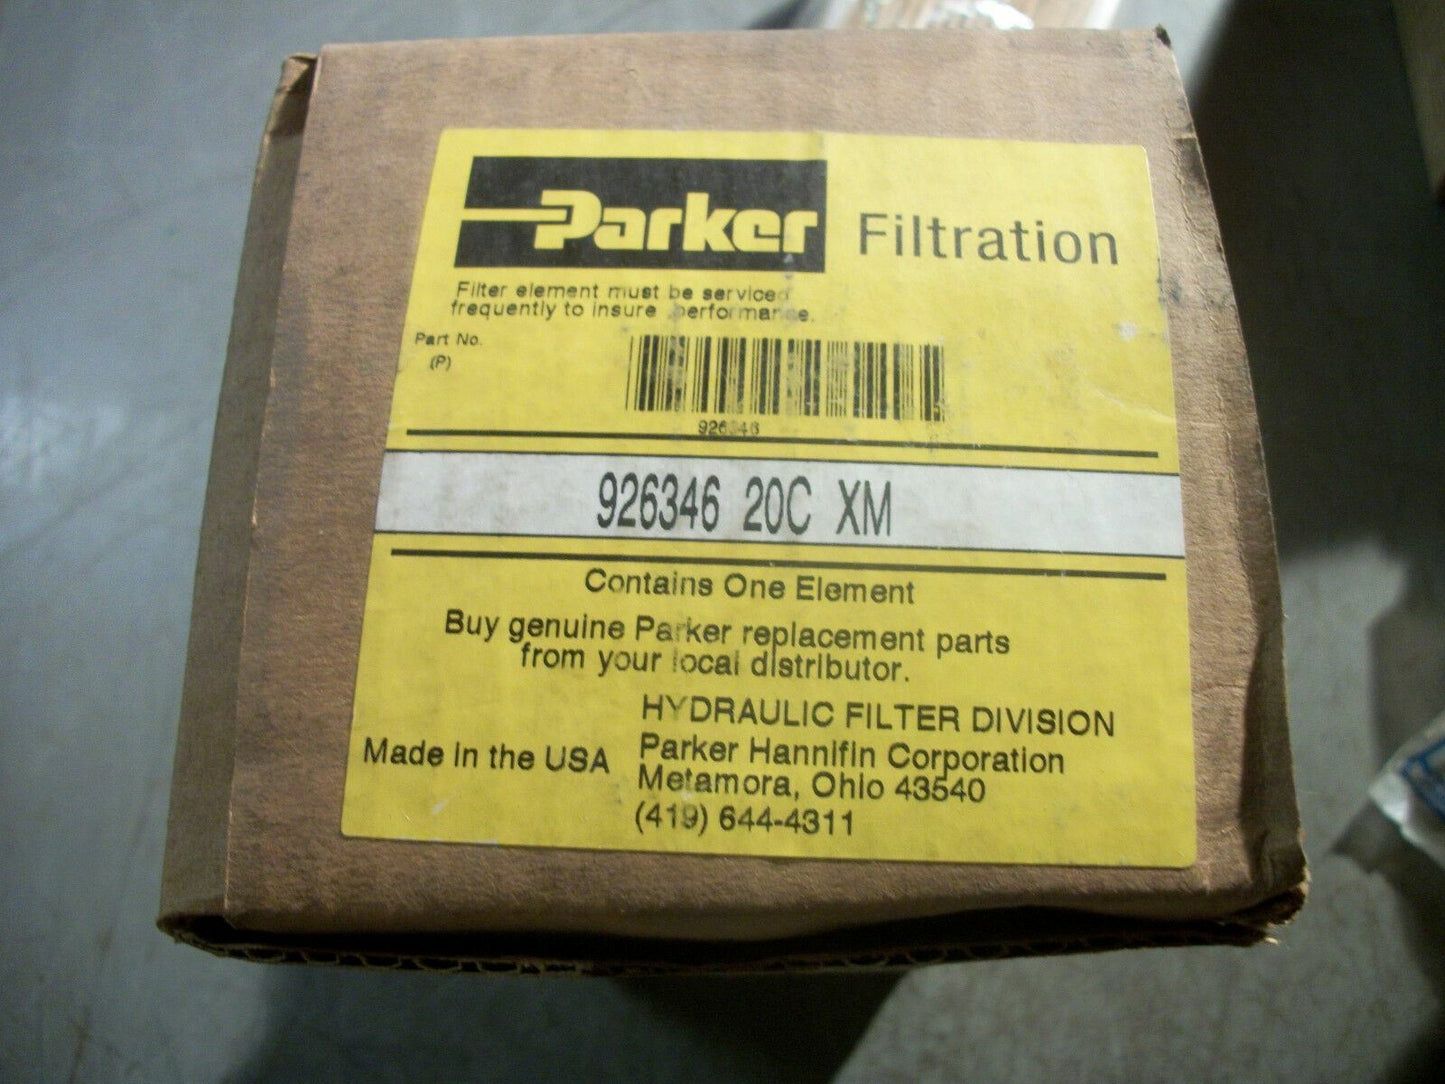 Parker Filtration
Filter element must be serviced
frequently to insure performance.
Part No.
(P)
926346
926346 20C XM
Contains One Element
Buy genuine Parker replacement parts
from your local distributor.
HYDRAULIC FILTER DIVISION
Made in the USA Parker Hannifin Corporation
Metamora, Ohio 43540
(419) 644-4311